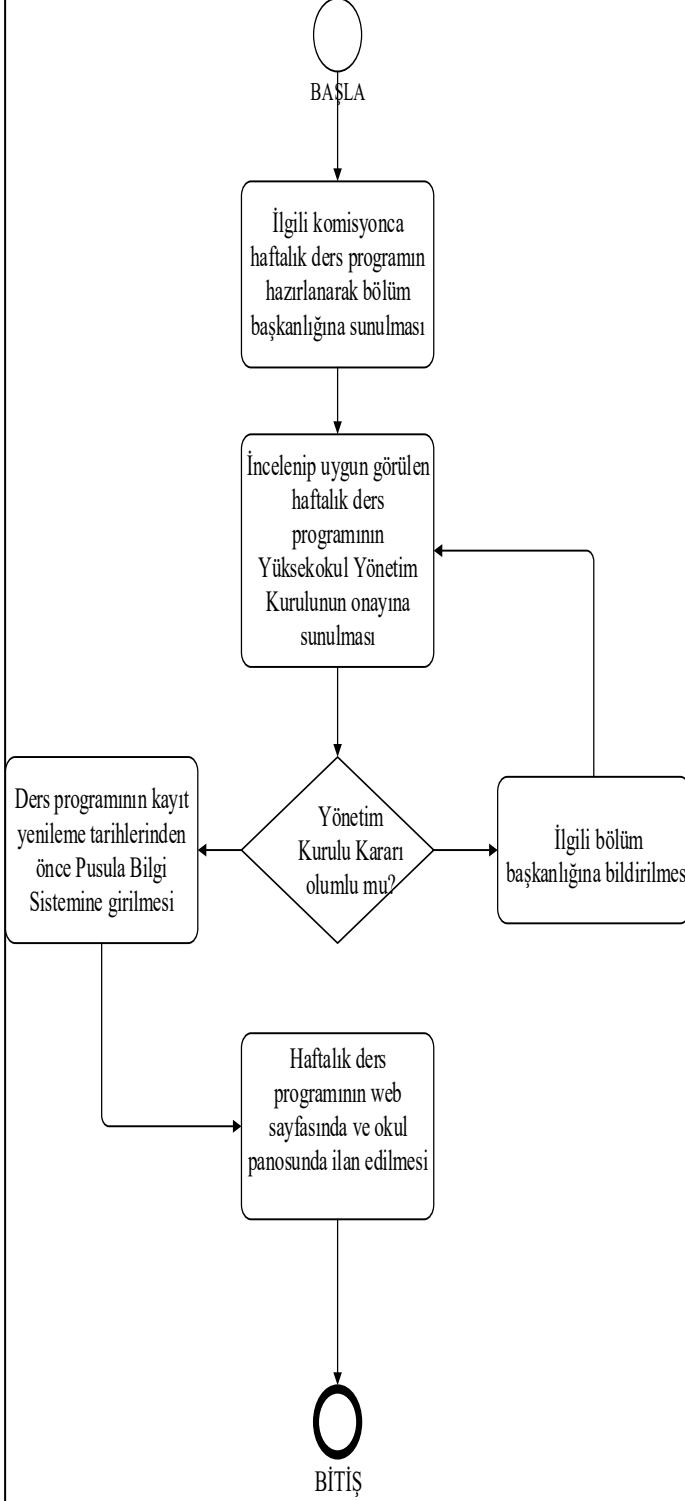 BAŞLA
İlgili komisyonca
haftalık ders programın
hazırlanarak bölüm
başkanlığına sunulması
İncelenip uygun görülen
haftalık ders
programının
Yüksekokul Yönetim
Kurulunun onayına
sunulması
Yönetim
Kurulu Kararı
olumlu mu?
Ders programının kayıt
yenileme tarihlerinden
önce Pusula Bilgi
Sistemine girilmesi
İlgili bölüm
başkanlığına bildirilmes
Haftalık ders
programının web
sayfasında ve okul
panosunda ilan edilmesi
BİTİŞ